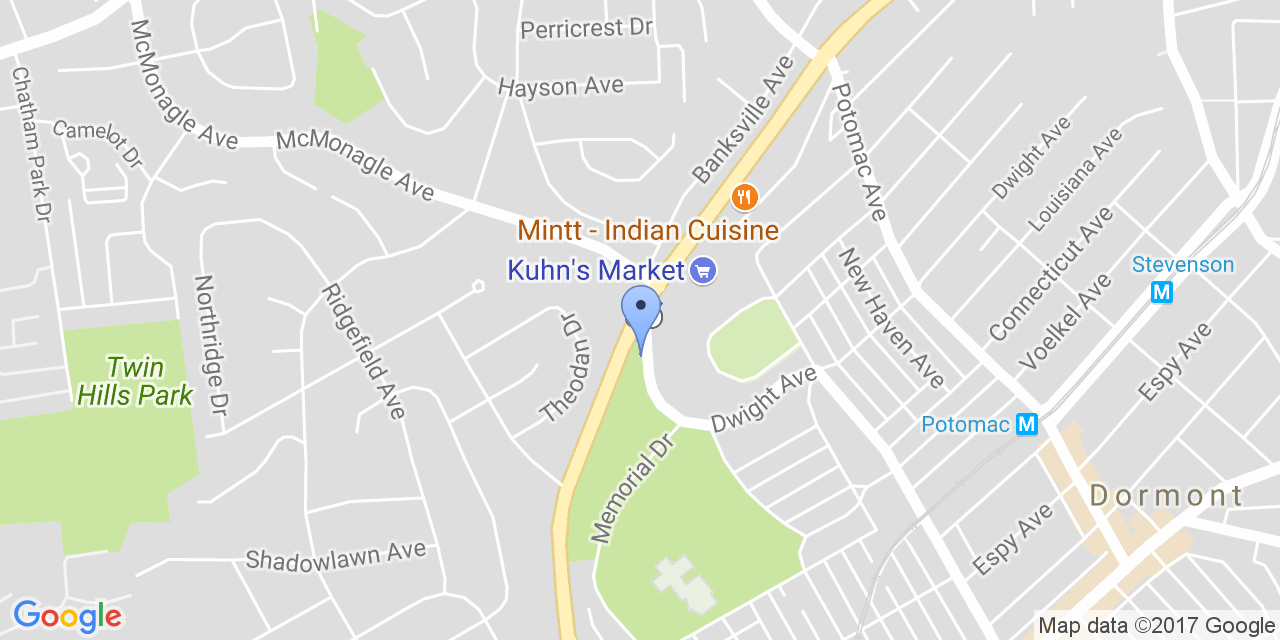 Perricrest Dr
Hayson Ave
McMonagle Ave
Chatham Park Dr
Camelot Dr
McMonagle Ave
Banksville Ave
Potomac Ave
Dwight Ave
Louisiana Ave
Mintt - Indian Cuisine
Kuhn's Market
Connecticut Ave
Stevenson
M
New Haven Ave
Voelkel Ave
Espy Ave
Northridge Dr
Ridgefield Ave
Theodan Dr
Twin
Hills Park
Dwight Ave
Potomac M
Memorial Dr
Dormont
Espy Ave
Shadowlawn Ave
Google
Map data ©2017 Google